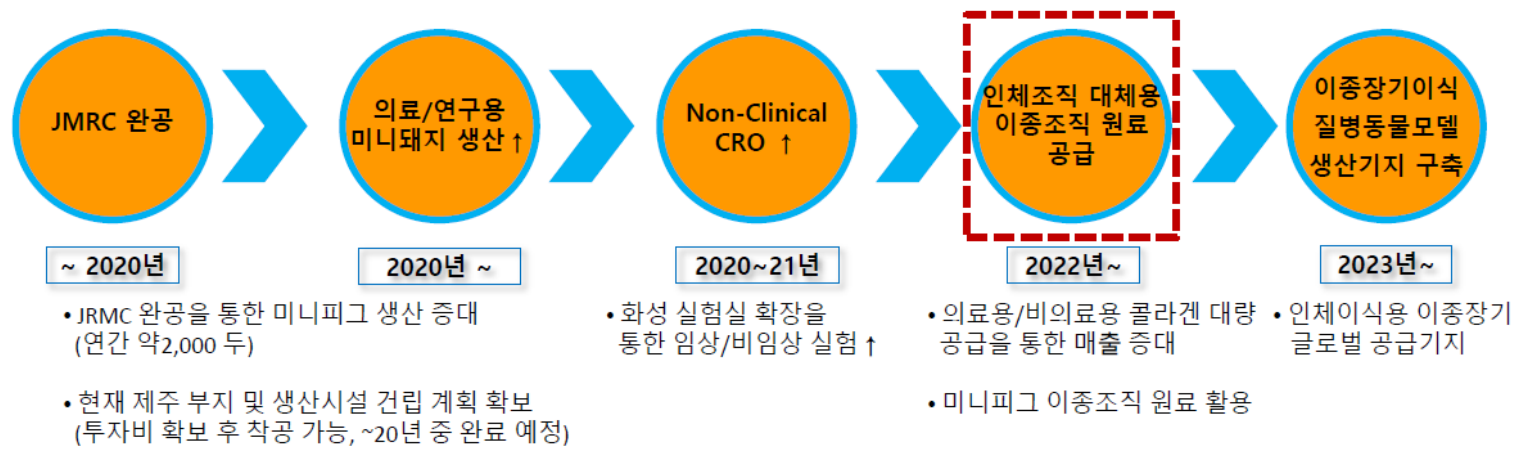 JMRC 완공
의료/연구용
미니돼지 생산↑
Non-Clinical
CRO ↑
인체조직 대체용
이종조직 원료
공급
이종장기이식
질병동물모델
생산기지 구축
~ 2020년
2020년 ~
2020~21년
2022년~
2023년~
• JRMC 완공을 통한 미니피그 생산 증대
(연간 약2,000 두)
• 현재 제주 부지 및 생산시설 건립 계획 확보
(투자비 확보 후 착공 가능, ~20년 중 완료 예정)
• 화성 실험실 확장을
통한 임상/비임상 실험↑
• 의료용/비의료용 콜라겐 대량
공급을 통한 매출 증대
• 미니피그 이종조직 원료 활용
• 인체이식용 이종장기
글로벌 공급기지